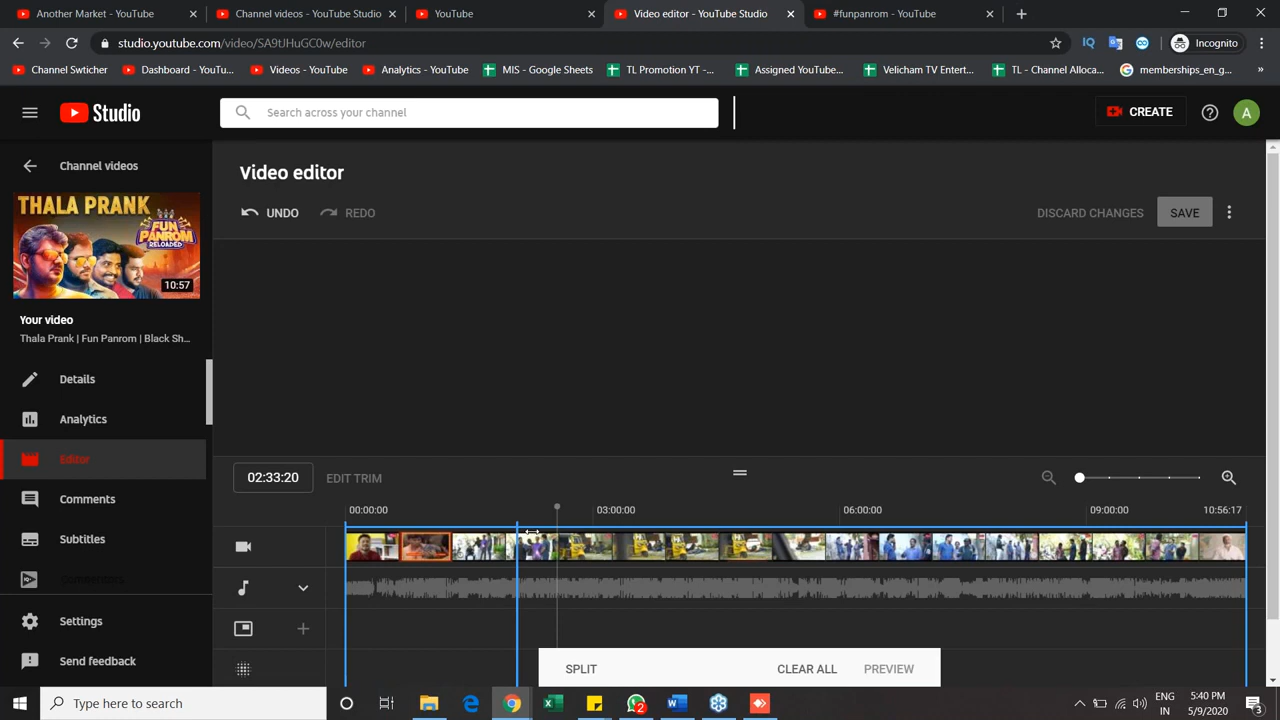 Another Market - YouTube
Channel videos - YouTube Studio
YouTube
Video editor - YouTube Studio
#funpanrom - YouTube
studio.youtube.com/video/SA9tJHuGC0w/editor
IQ
Incognito
Channel Swticher
Dashboard - YouTu...
Videos - YouTube
Analytics - YouTube
MIS - Google Sheets
TL Promotion YT -...
Assigned YouTube...
Velicham TV Entert...
TL - Channel Alloca...
memberships_en_g...
»
Studio
Search across your channel
CREATE
A
Channel videos
Video editor
THALA PRANK
FUN PANROM
RELOADED
10:57
UNDO
REDO
DISCARD CHANGES
SAVE
Your video
Thala Prank | Fun Panrom | Black Sh...
Details
Analytics
Editor
Comments
Subtitles
Settings
Send feedback
02:33:20
EDIT TRIM
00:00:00
03:00:00
06:00:00
09:00:00
10:56:17
SPLIT
CLEAR ALL
PREVIEW
Type here to search
2
ENG
IN
5:40 PM
5/9/2020
3